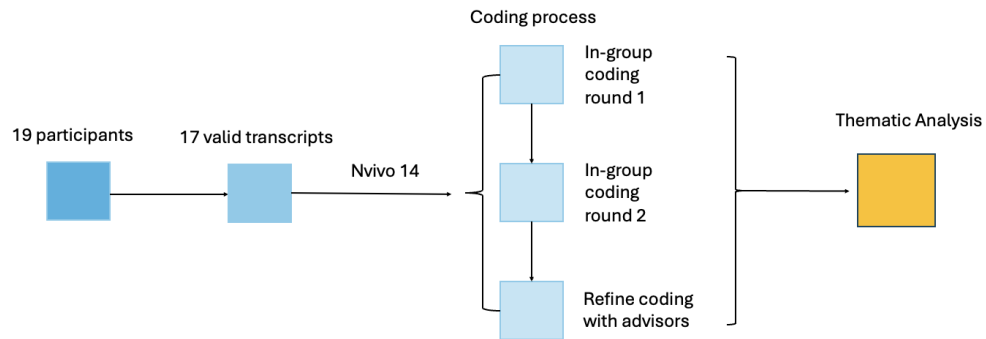 Coding process
19 participants
17 valid transcripts
Nvivo 14
In-group
coding
round 1
In-group
coding
round 2
Refine coding
with advisors
Thematic Analysis